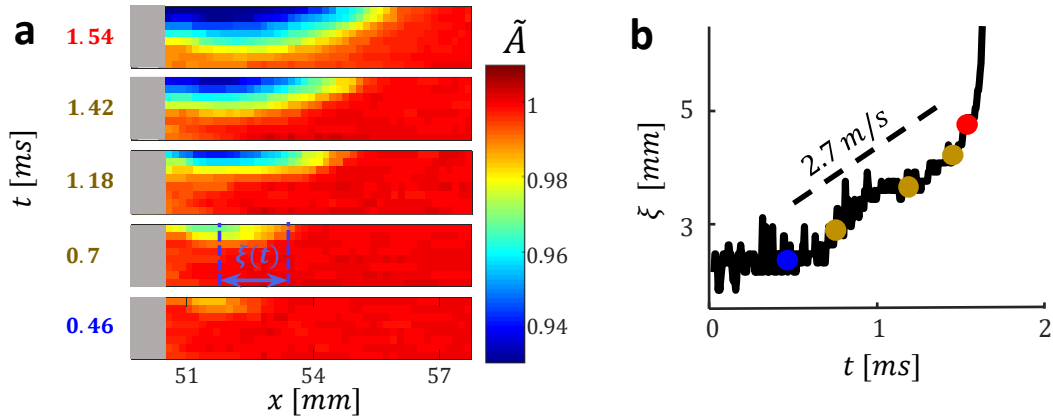 a
b
Ã
1.54
1.42
1.18
0.7
0.46
t [ms]
ξ(t)
51
54
57
x [mm]
1
0.98
0.96
0.94
2.7 m/s
5
3
ξ [mm]
0
1
2
t [ms]